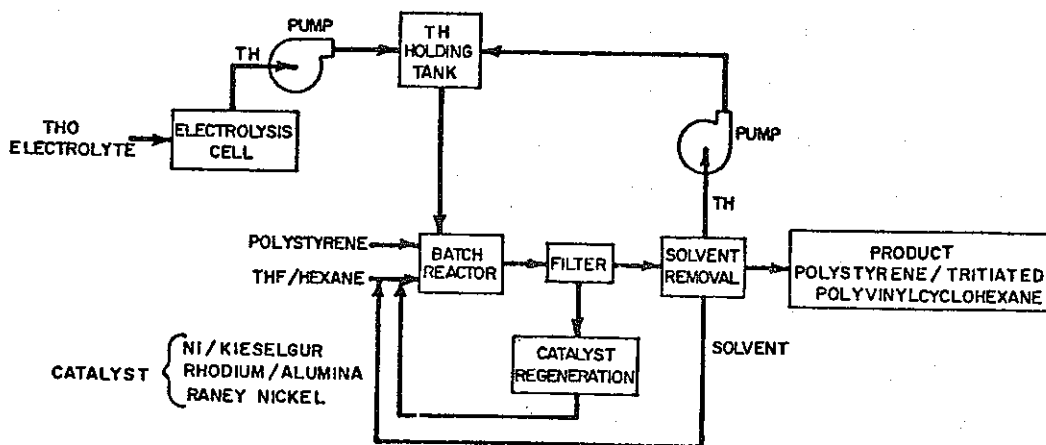 PUMP
TH
TH
HOLDING
TANK
THO
ELECTROLYTE
ELECTROLYSIS
CELL
PUMP
TH
POLYSTYRENE
THF/HEXANE
BATCH
REACTOR
FILTER
SOLVENT
REMOVAL
PRODUCT
POLYSTYRENE/TRITIATED
POLYVINYLCYCLOHEXANE
CATALYST
NI/KIESELGUR
RHODIUM/ALUMINA
RANEY NICKEL
CATALYST
REGENERATION
SOLVENT